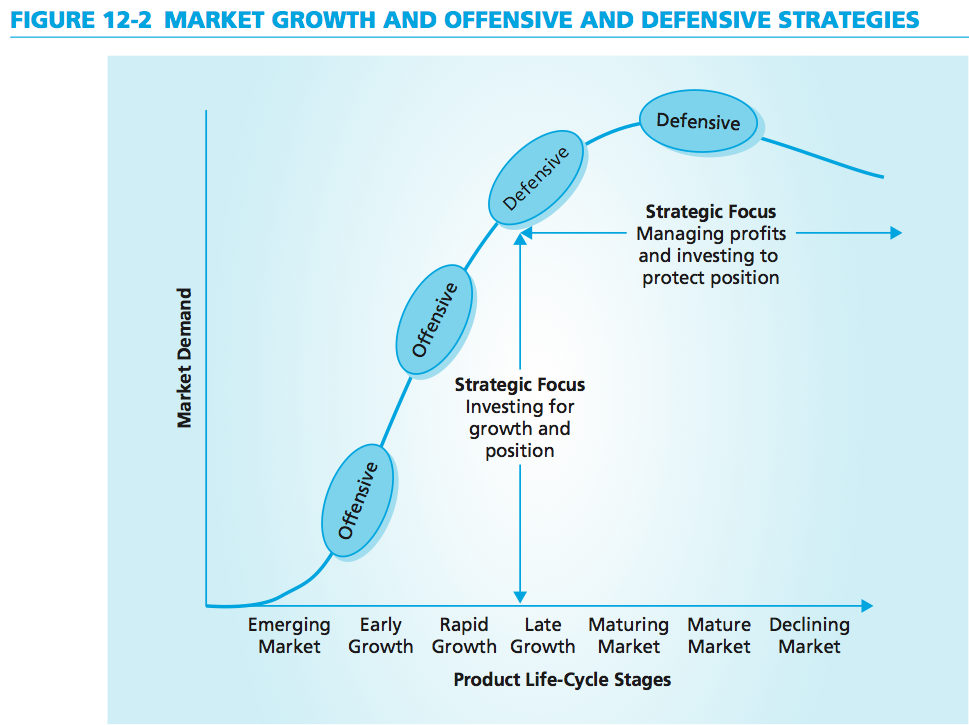 FIGURE 12-2 MARKET GROWTH AND OFFENSIVE AND DEFENSIVE STRATEGIES
Defensive
Defensive
Strategic Focus
Managing profits
and investing to
protect position
Offensive
Market Demand
Strategic Focus
Investing for
growth and
position
Offensive
Emerging Market
Early Growth
Rapid Growth
Late Growth
Maturing Market
Mature Market
Declining Market
Product Life-Cycle Stages